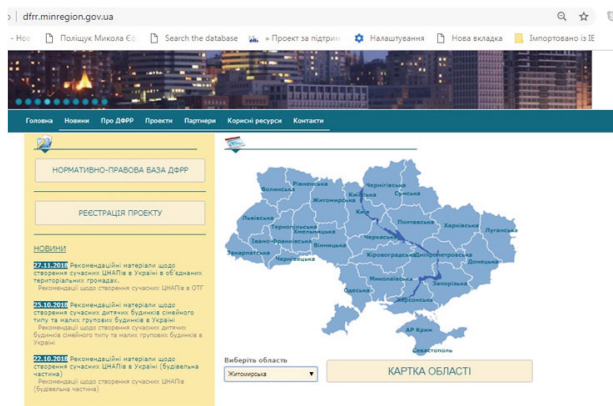 dfrr.minregion.gov.ua
Поліщук Микола Є
Search the database
» Проект за підтрим
Налаштування
Нова вкладка
Імпортовано із IE
Головна Новини Про ДФРР Проекти Партнери Корисні ресурси Контакти
НОРМАТИВНО-ПРАВОВА БАЗА ДФРР
РЕЄСТРАЦІЯ ПРОЕКТУ
НОВИНИ
27.11.2018 Рекомендаційні матеріали щодо
створення сучасних ЦНАПів в Україні в об'єднаних
територіальних громадах.
Рекомендації щодо створення сучасних ЦНАПів в ОТГ
25.10.2018 Рекомендаційні матеріали щодо
створення сучасних дитячих будинків сімейного
типу та малих групових будинків в Україні
Рекомендації щодо створення сучасних дитячих
будинків сімейного типу та малих групових будинків в
Україні
22.10.2018 Рекомендаційні матеріали щодо
створення сучасних ЦНАПів в Україні (будівельна
частина)
Рекомендації щодо створення сучасних ЦНАПів
(будівельна частина)
Волинська
Рівненська
Житомирська
Київська
Чернігівська
Сумська
Київ
Львівська
Тернопільська
Хмельницька
Івано-Франківська
Вінницька
Закарпатська
Чернівецька
Черкаська
Полтавська
Харківська
Луганська
Кіровоградська
Дніпропетровська
Донецька
Миколаївська
Запорізька
Одеська
Херсонська
АР Крим
Севастополь
Виберіть область
Житомирська
КАРТКА ОБЛАСТІ